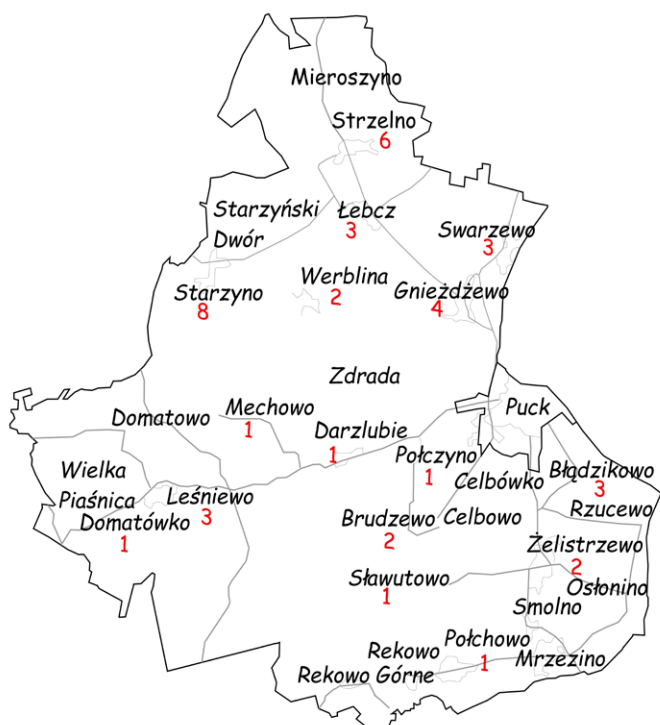 Mieroszyno
Strzelno
6
Starzyński
Dwór
Łebcz
3
Swarzewo
3
Starzyno
8
Werblina
2
Gnieżdżewo
4
Zdrada
Domatowo
Mechowo
1
Darzlubie
1
Puck
Połczyno
1
Celbówko
Błądzikowo
3
Wielka
Piaśnica
Leśniewo
3
Domatówko
1
Rzucewo
Brudzewo
2
Celbowo
Żelistrzewo
2
Sławutowo
1
Osłonino
Smolno
Połchowo
1
Rekowo
Mrzezino
Rekowo Górne